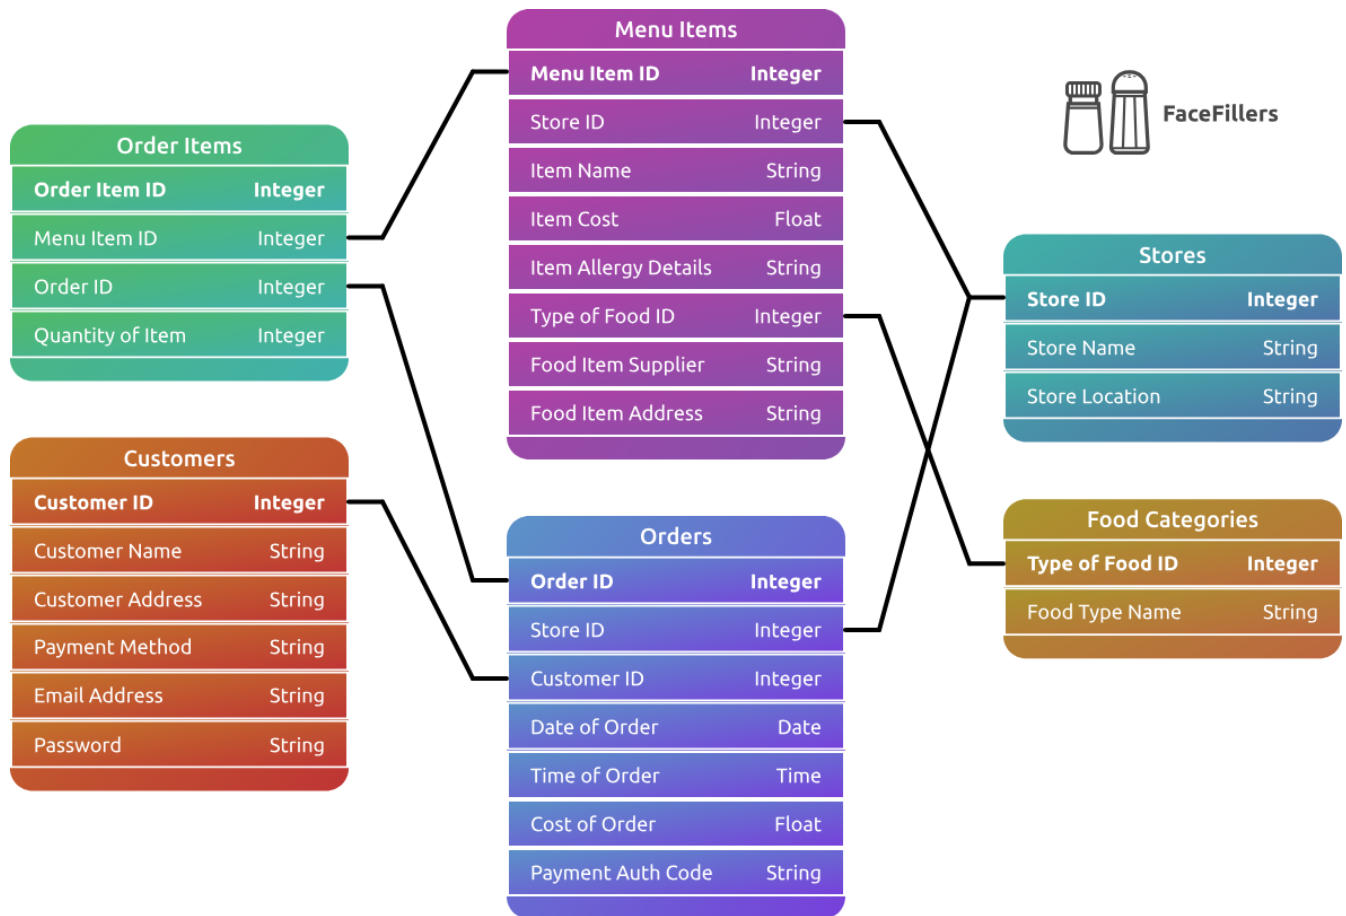 Menu Items
Menu Item ID Integer
Store ID Integer
Item Name String
Item Cost Float
Item Allergy Details String
Type of Food ID Integer
Food Item Supplier String
Food Item Address String
FaceFillers
Order Items
Order Item ID Integer
Menu Item ID Integer
Order ID Integer
Quantity of Item Integer
Stores
Store ID Integer
Store Name String
Store Location String
Customers
Customer ID Integer
Customer Name String
Customer Address String
Payment Method String
Email Address String
Password String
Orders
Order ID Integer
Store ID Integer
Customer ID Integer
Date of Order Date
Time of Order Time
Cost of Order Float
Payment Auth Code String
Food Categories
Type of Food ID Integer
Food Type Name String